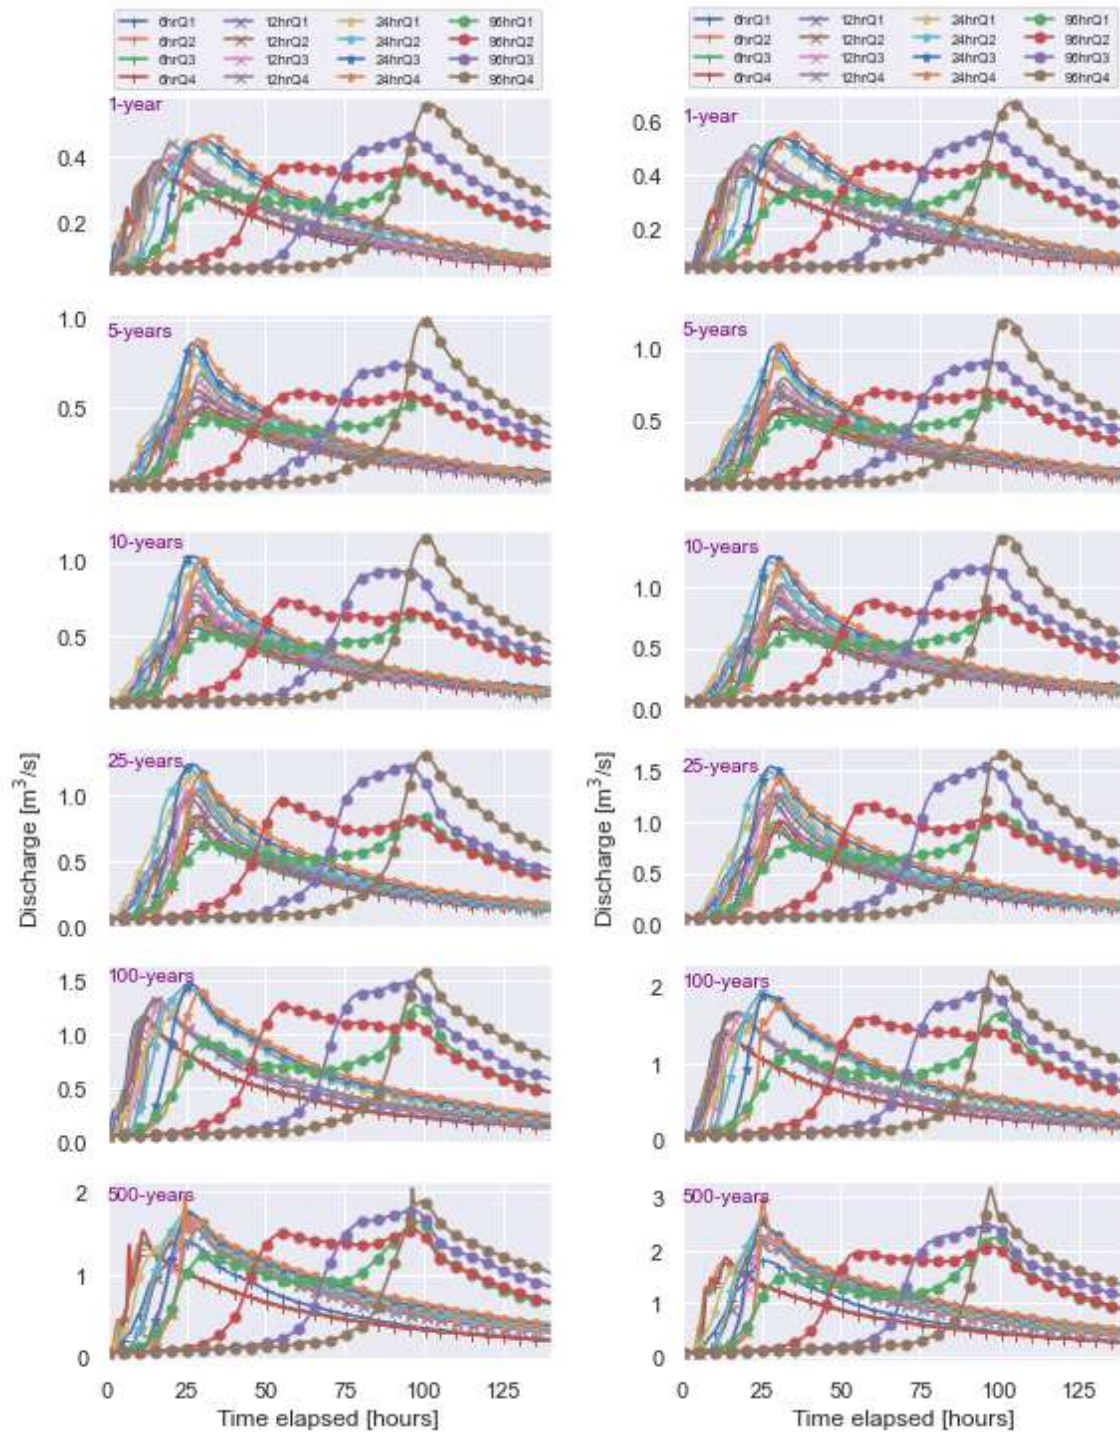 6hrQ1 12hrQ1 24hrQ1 96hrQ1
6hrQ2 12hrQ2 24hrQ2 96hrQ2
6hrQ3 12hrQ3 24hrQ3 96hrQ3
6hrQ4 12hrQ4 24hrQ4 96hrQ4
1-year
0.4
0.2
5-years
1.0
0.5
10-years
1.0
0.5
25-years
1.0
0.5
0.0
100-years
1.5
1.0
0.5
0.0
500-years
2
1
0
0 25 50 75 100 125
Time elapsed [hours]
Discharge [m³/s]
6hrQ1 12hrQ1 24hrQ1 96hrQ1
6hrQ2 12hrQ2 24hrQ2 96hrQ2
6hrQ3 12hrQ3 24hrQ3 96hrQ3
6hrQ4 12hrQ4 24hrQ4 96hrQ4
1-year
0.6
0.4
0.2
5-years
1.0
0.5
10-years
1.0
0.5
0.0
25-years
1.5
1.0
0.5
0.0
100-years
2
1
0
500-years
3
2
1
0
0 25 50 75 100 125
Time elapsed [hours]
Discharge [m³/s]